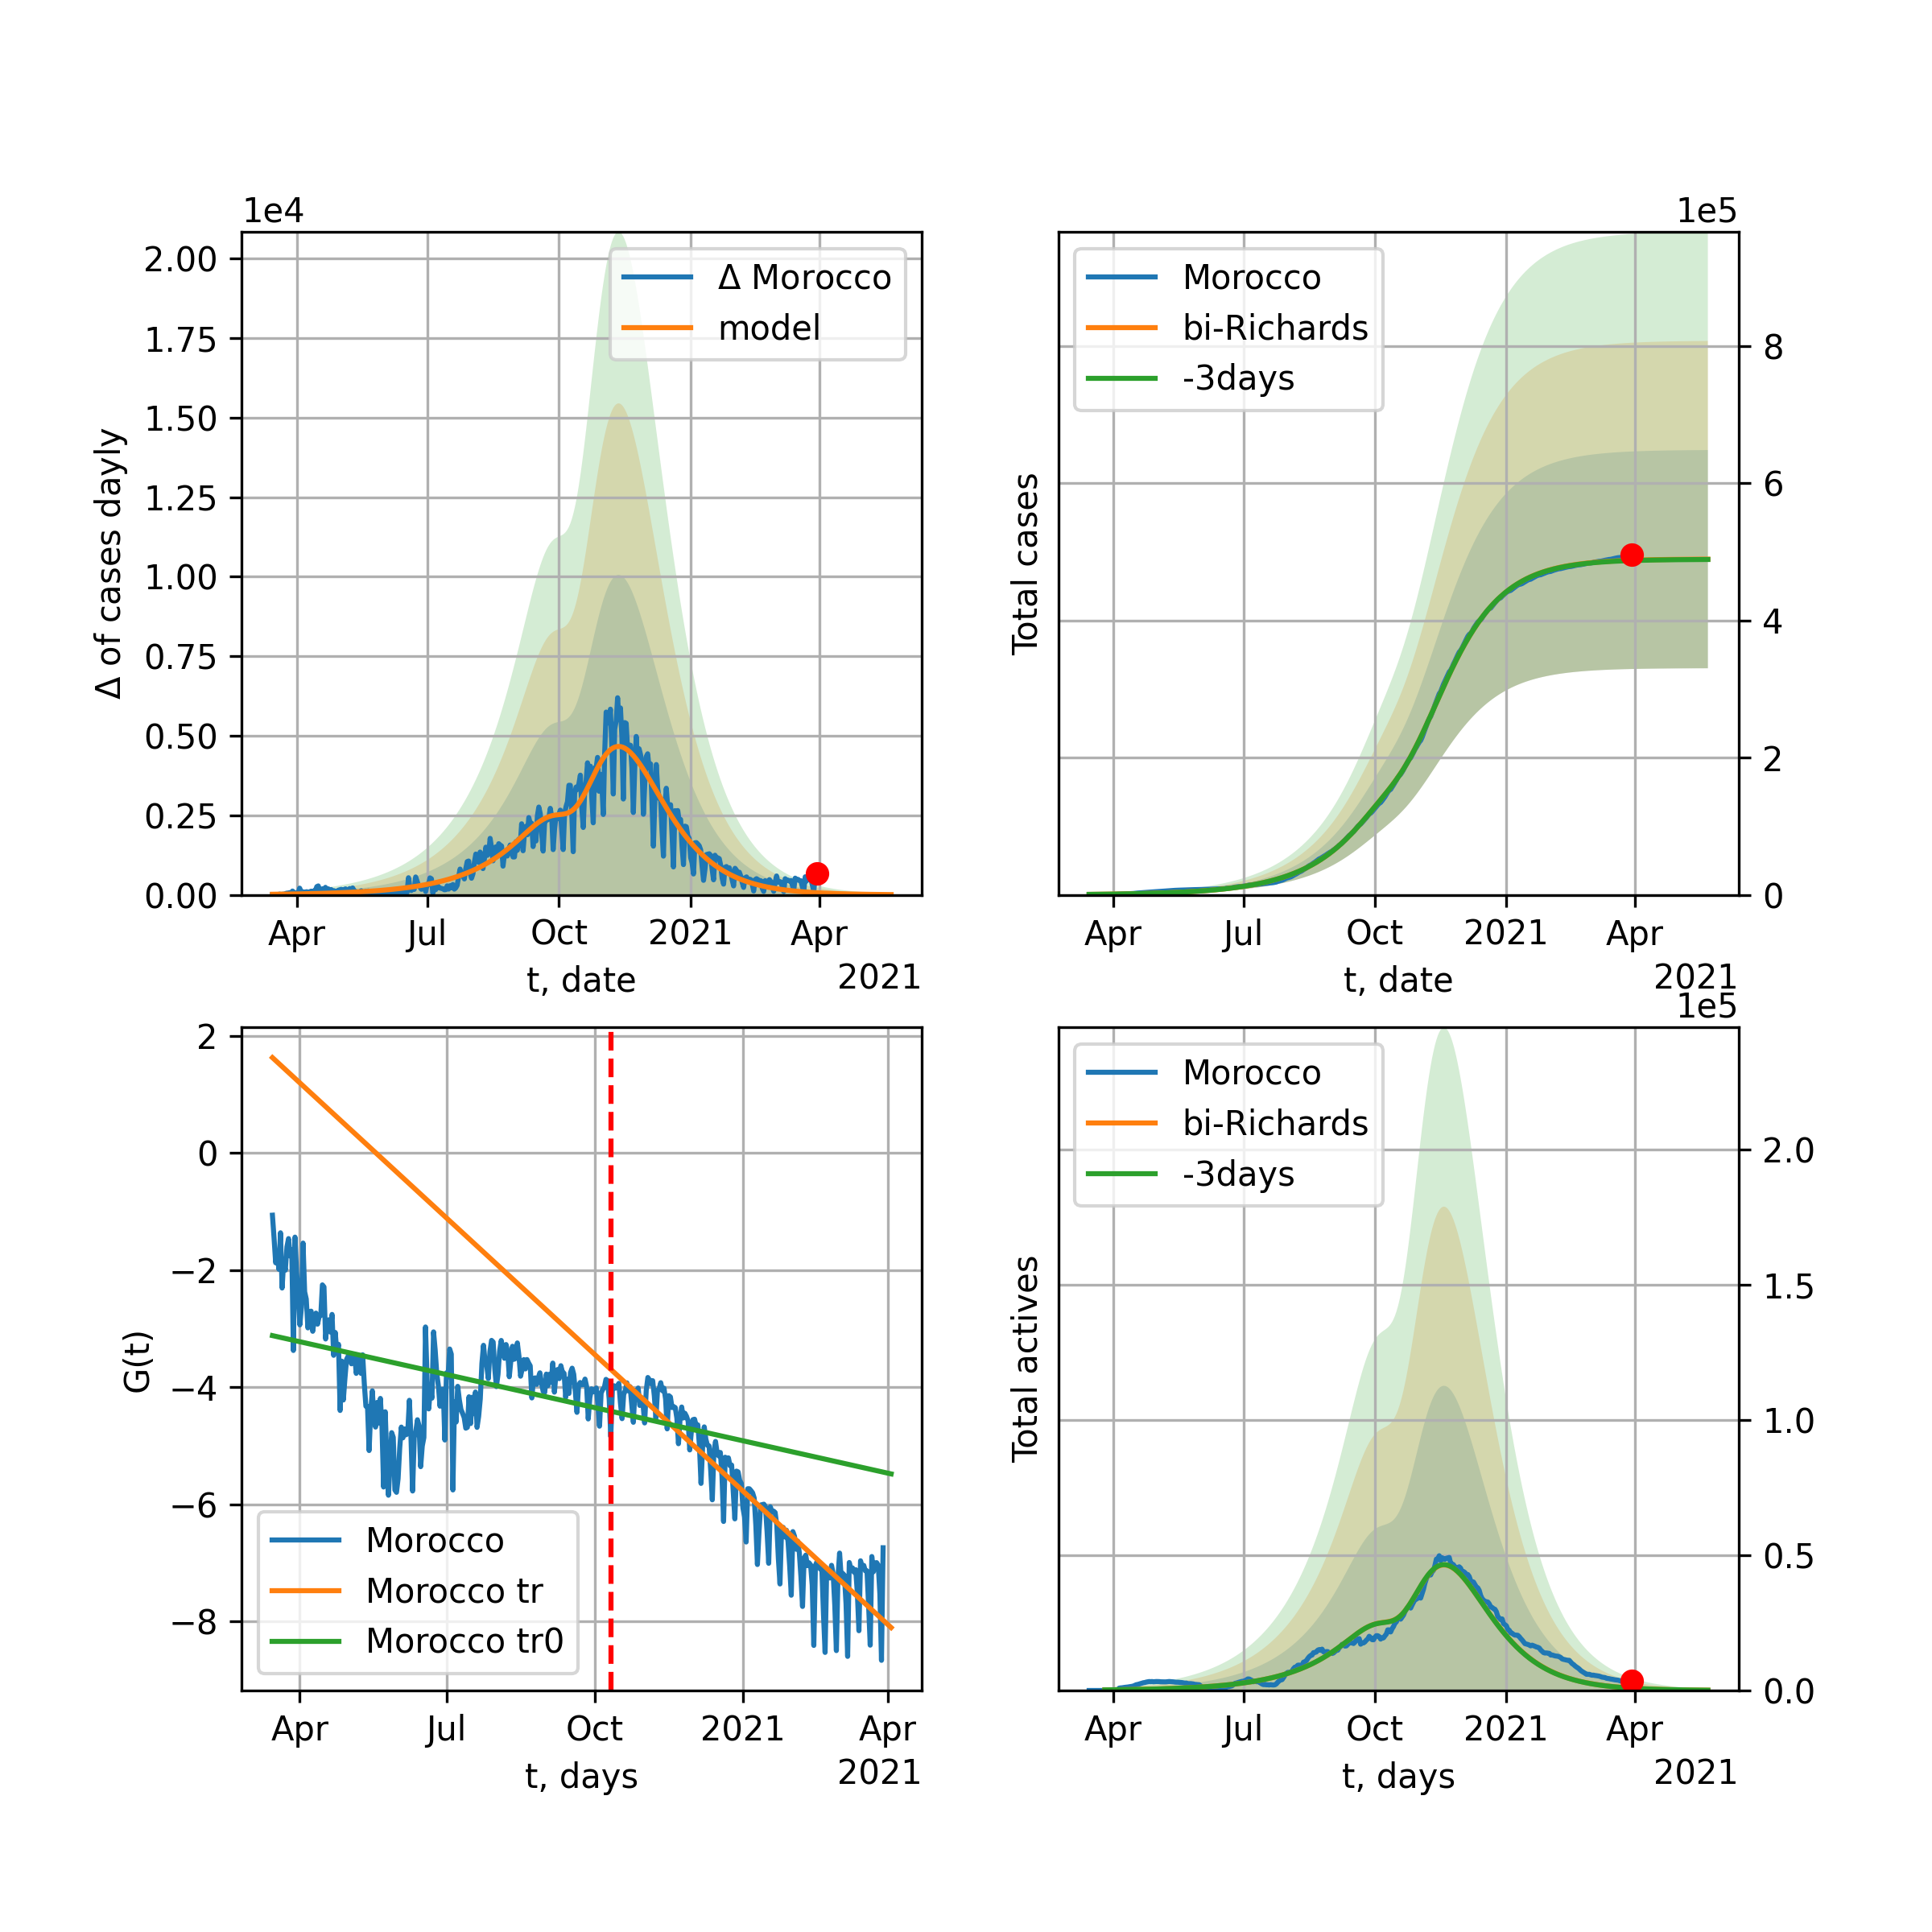 1e4
2.00
1.75
1.50
1.25
1.00
0.75
0.50
0.25
0.00
Δ of cases dayly
Δ Morocco
model
Apr Jul Oct 2021 Apr
t, date
2021
1e5
Total cases
Morocco
bi-Richards
-3days
8
6
4
2
0
Apr Jul Oct 2021 Apr
t, date
2021
2
0
−2
−4
−6
−8
G(t)
Morocco
Morocco tr
Morocco tr0
Apr Jul Oct 2021 Apr
t, days
2021
1e5
Total actives
Morocco
bi-Richards
-3days
2.0
1.5
1.0
0.5
0.0
Apr Jul Oct 2021 Apr
t, days
2021